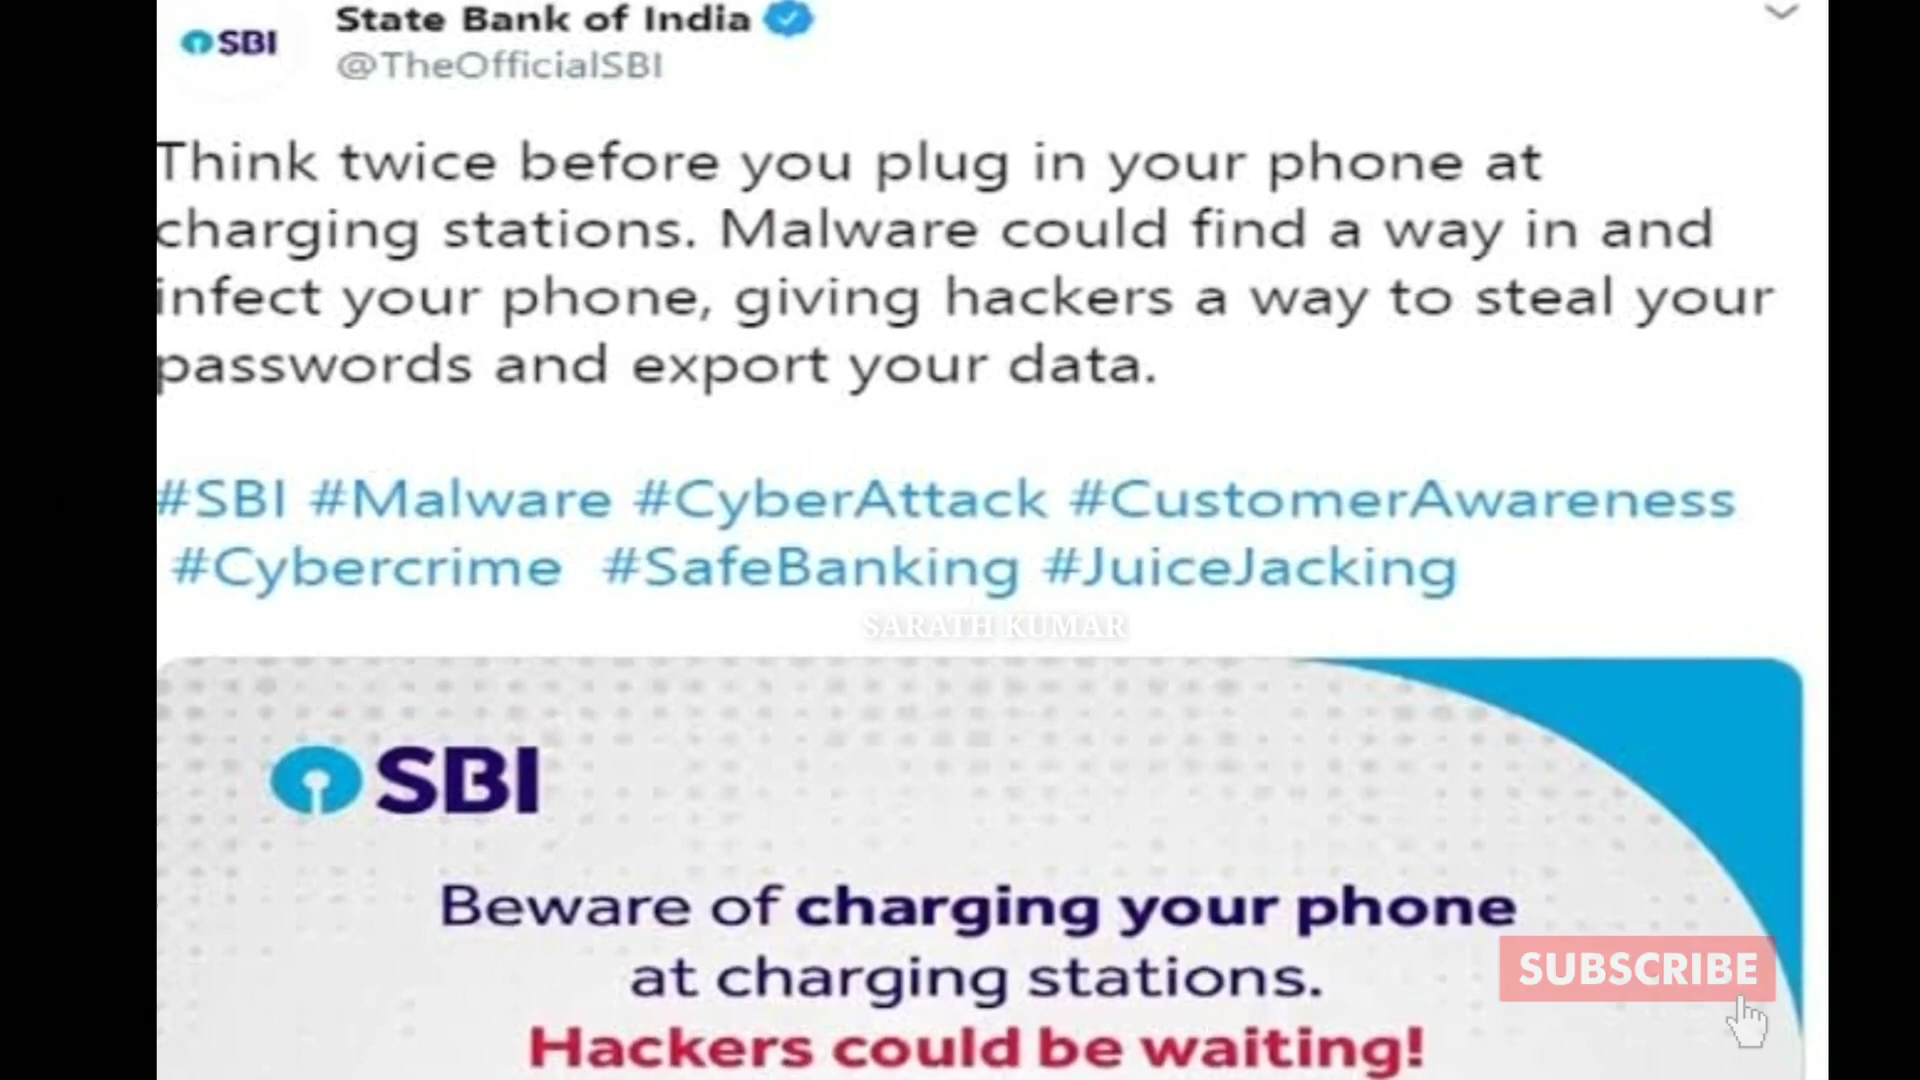 SBI
State Bank of India
@TheOfficialSBI
Think twice before you plug in your phone at
charging stations. Malware could find a way in and
infect your phone, giving hackers a way to steal your
passwords and export your data.
#SBI #Malware #CyberAttack #CustomerAwareness
#Cybercrime #SafeBanking #JuiceJacking
SARATH KUMAR
SBI
Beware of charging your phone
at charging stations.
Hackers could be waiting!
SUBSCRIBE